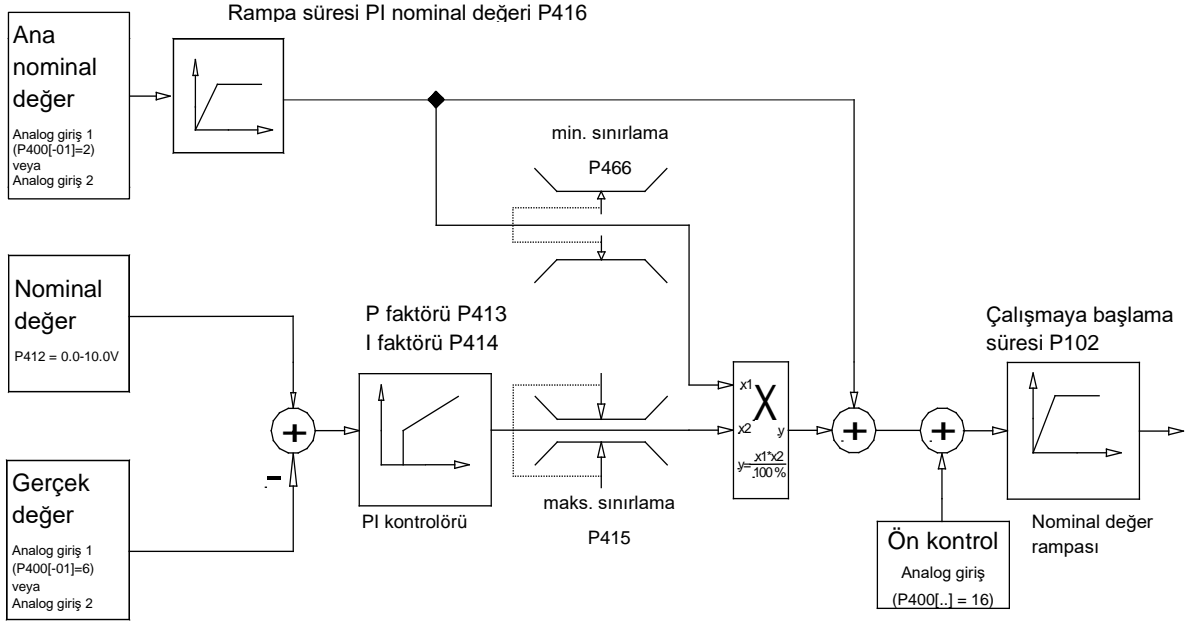 Rampa süresi PI nominal değeri P416
Ana
nominal
değer
Analog giriş 1
(P400[-01]=2)
veya
Analog giriş 2
min. sınırlama
P466
Nominal
değer
P412 = 0.0-10.0V
P faktörü P413
I faktörü P414
Çalışmaya başlama
süresi P102
x1
X
x2
y
y=x1*x2
100 %
+
+
+
-
Gerçek
değer
Analog giriş 1
(P400[-01]=6)
veya
Analog giriş 2
PI kontrolörü
maks. sınırlama
P415
Ön kontrol
Analog giriş
(P400[..] = 16)
Nominal değer
rampası